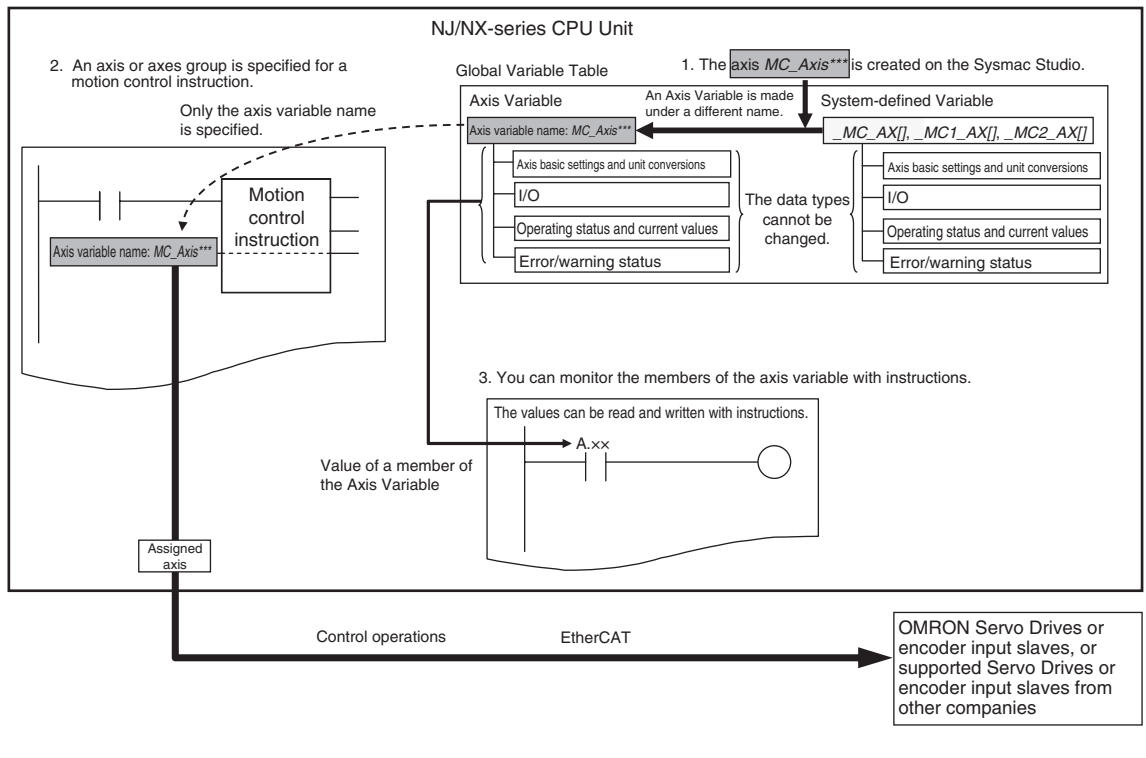 NJ/NX-series CPU Unit
2. An axis or axes group is specified for a
motion control instruction.
Only the axis variable name
is specified.
Global Variable Table
1. The axis MC_Axis*** is created on the Sysmac Studio.
Axis Variable
An Axis Variable is made
under a different name.
System-defined Variable
Axis variable name: MC_Axis***
_MC_AX[], _MC1_AX[], _MC2_AX[]
Axis basic settings and unit conversions
I/O
Operating status and current values
Error/warning status
The data types
cannot be
changed.
Axis basic settings and unit conversions
I/O
Operating status and current values
Error/warning status
Motion
control
instruction
Axis variable name: MC_Axis***
3. You can monitor the members of the axis variable with instructions.
The values can be read and written with instructions.
A.××
Value of a member of
the Axis Variable
Assigned
axis
Control operations
EtherCAT
OMRON Servo Drives or
encoder input slaves, or
supported Servo Drives or
encoder input slaves from
other companies